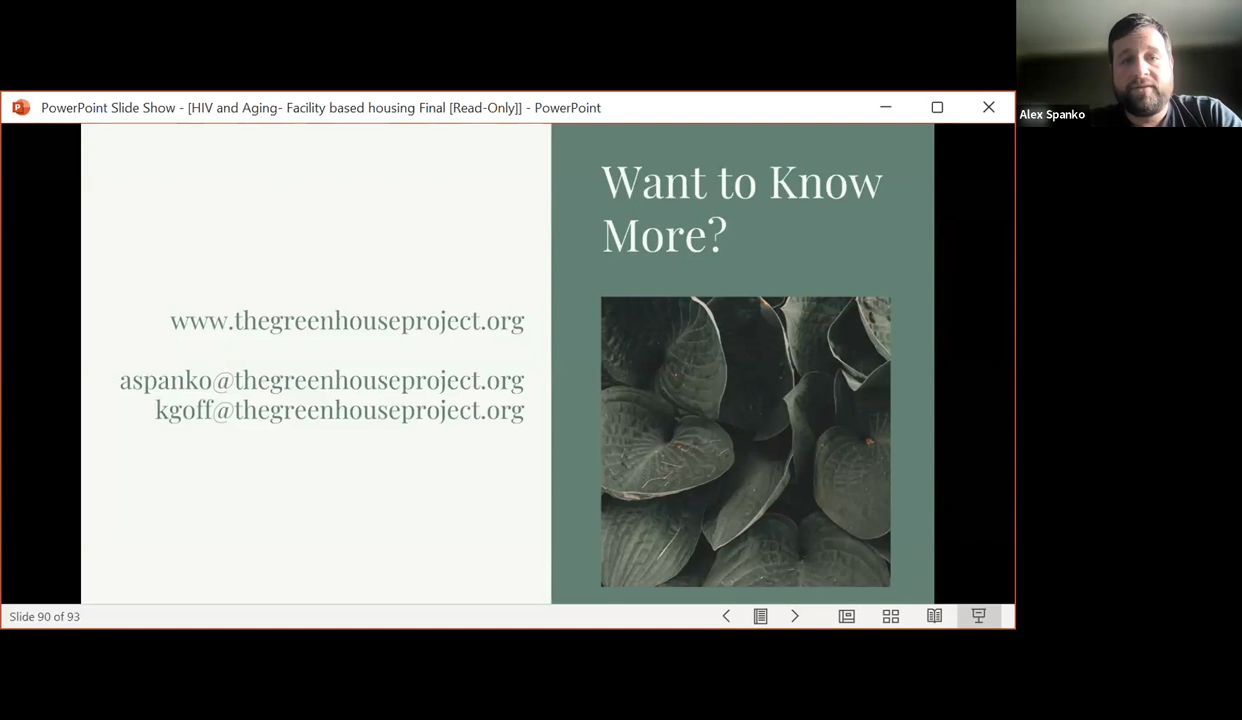 PowerPoint Slide Show - [HIV and Aging- Facility based housing Final [Read-Only]] - PowerPoint
Alex Spanko
Want to Know
More?
www.thegreenhouseproject.org
aspanko@thegreenhouseproject.org
kgoff@thegreenhouseproject.org
Slide 90 of 93